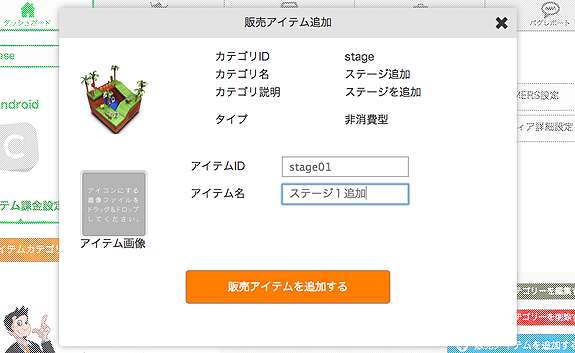 ダッシュボード
バグレポート
販売アイテム追加
ase
android
カテゴリID stage
カテゴリ名 ステージ追加
カテゴリ説明 ステージを追加
タイプ 非消費型
MERS設定
ィア詳細設定
C
アイテムID stage01
アイテム名 ステージ１追加
アイコンにする
画像ファイルを
ドラッグ&ドロップ
してください。
アイテム画像
テム課金設定
イテムカテゴリ
販売アイテムを追加する
テゴリーを編集す
テゴリーを削除す
販売アイテムを追加する